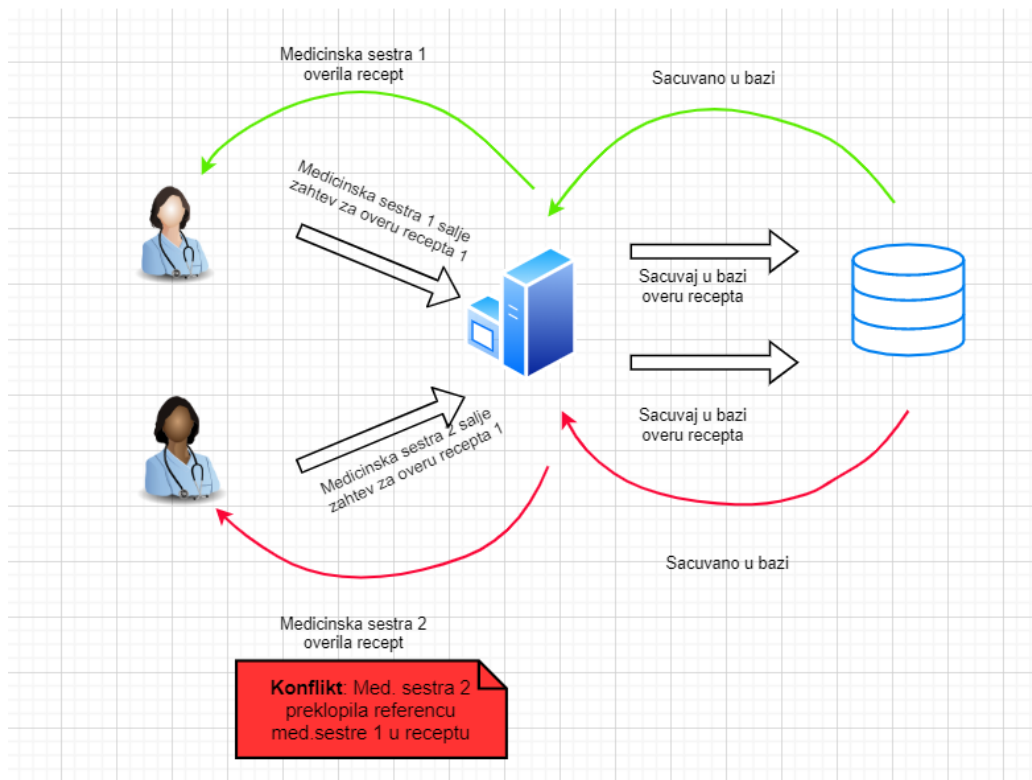 Medicinska sestra 1
overila recept
Sacuvano u bazi
Medicinska sestra 1 salje
zahtev za overu recepta 1
Sacuvaj u bazi
overu recepta
Sacuvaj u bazi
overu recepta
Medicinska sestra 2 salje
zahtev za overu recepta 1
Sacuvano u bazi
Medicinska sestra 2
overila recept
Konflikt: Med. sestra 2
preklopila referencu
med.sestre 1 u receptu